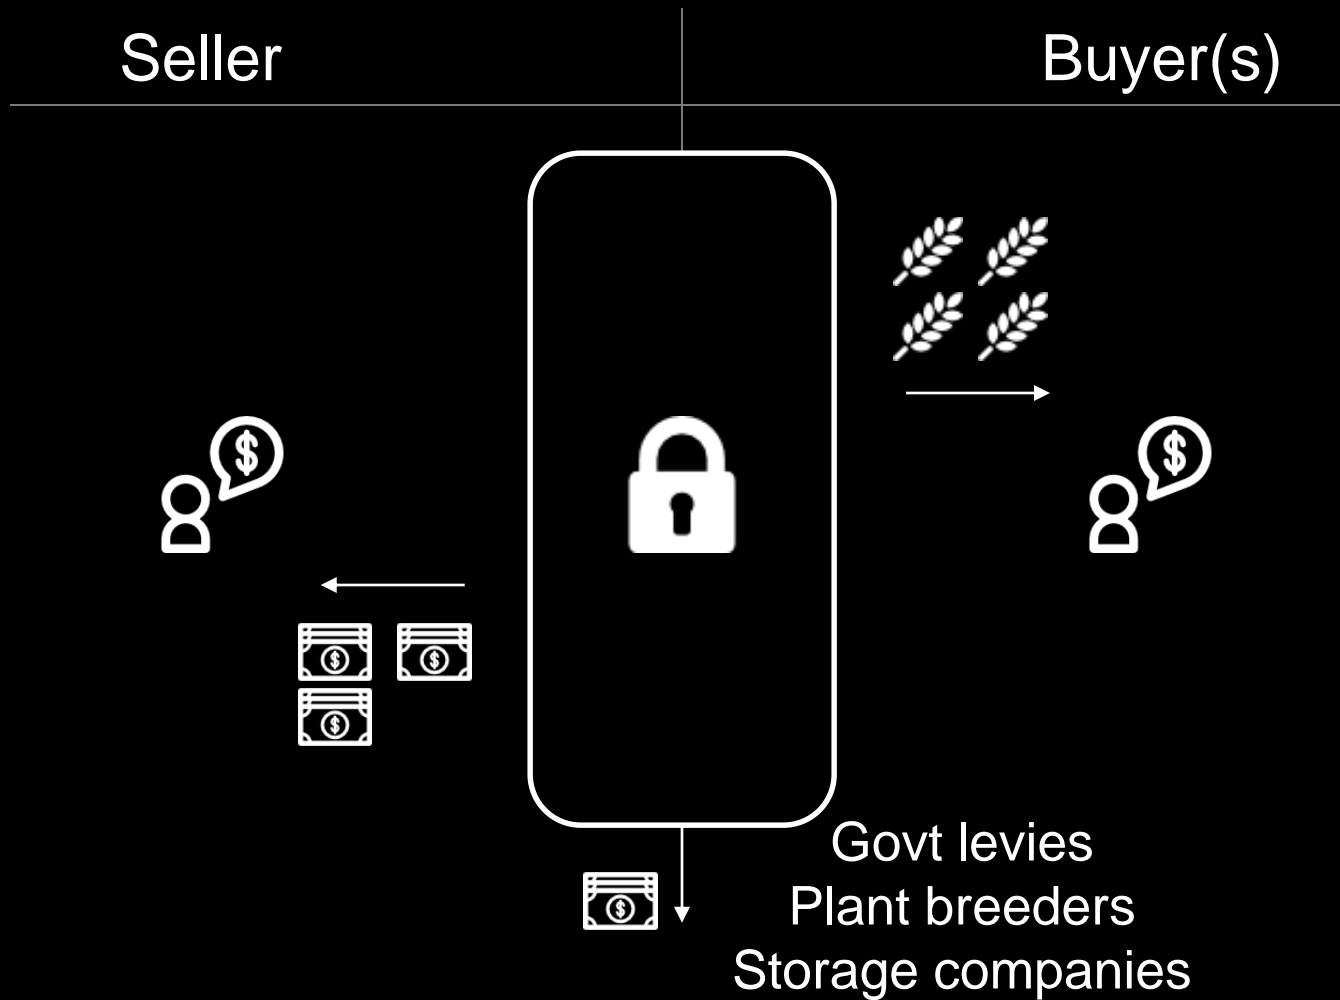 Seller
Buyer(s)
Govt levies
Plant breeders
Storage companies